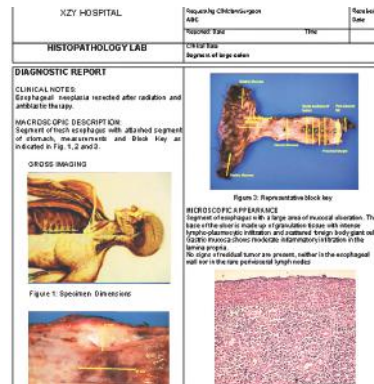 XZY HOSPITAL
Requesting Clinician/Surgeon
ABC
Received
Date
Reported Date
Time
HISTOPATHOLOGY LAB
Clinical Data
Segment of large colon
DIAGNOSTIC REPORT
CLINICAL NOTES:
Esophageal neoplasia resected after radiation and
antiblastic therapy.
MACROSCOPIC DESCRIPTION:
Segment of fresh esophagus with attached segment
of stomach, measurements and Block Key as
indicated in Fig. 1, 2 and 3.
GROSS IMAGING
Figure 1: Specimen Dimensions
Figure 3: Representative block key
MICROSCOPIC APPEARANCE
Segment of esophagus with a large area of mucosal ulceration. The
base of the ulcer is made up of granulation tissue with intense
lympho-plasmocytic infiltration and scattered foreign body giant cel
Gastric mucosa shows moderate inflammatory infiltration in the
lamina propria.
No signs of residual tumor are present, neither in the esophageal
wall nor in the rare perivisceral lymph nodes